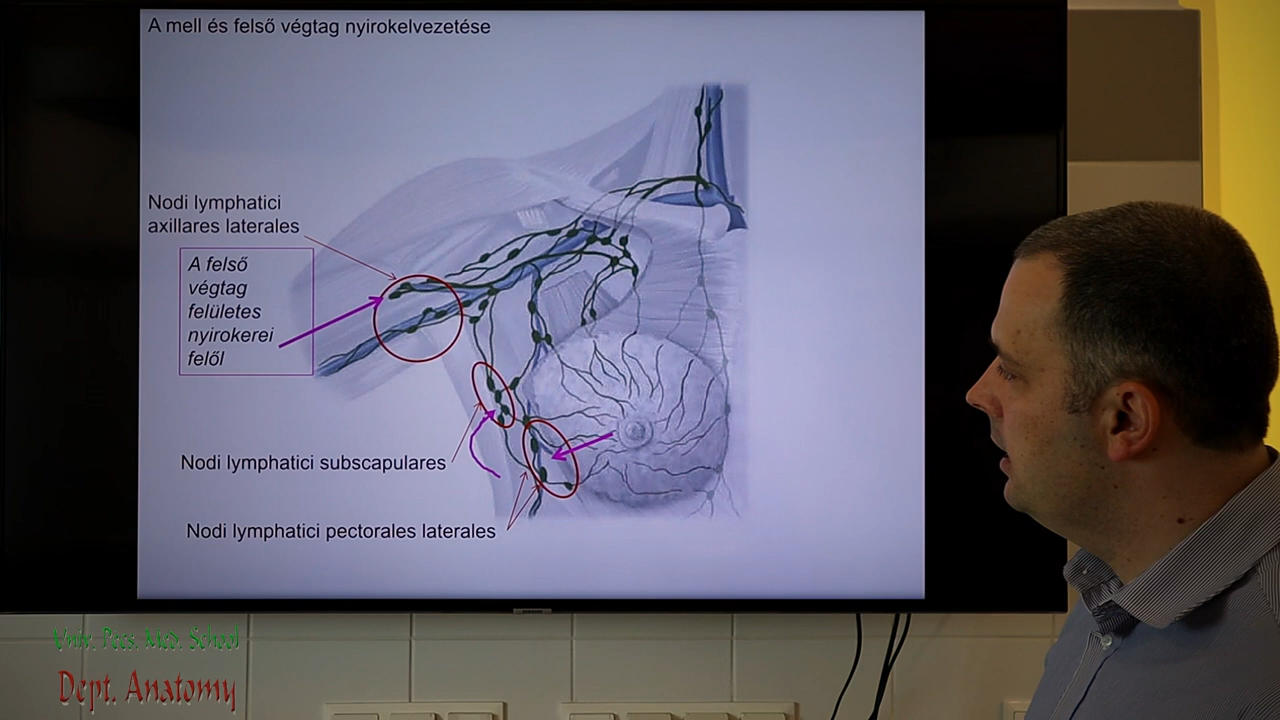 A mell és felső végtag nyirokelvezetése
Nodi lymphatici
axillares laterales
A felső
végtag
felületes
nyirokerei
felől
Nodi lymphatici subscapulares
Nodi lymphatici pectorales laterales
Univ. Pecs. Med. School
Dept. Anatomy